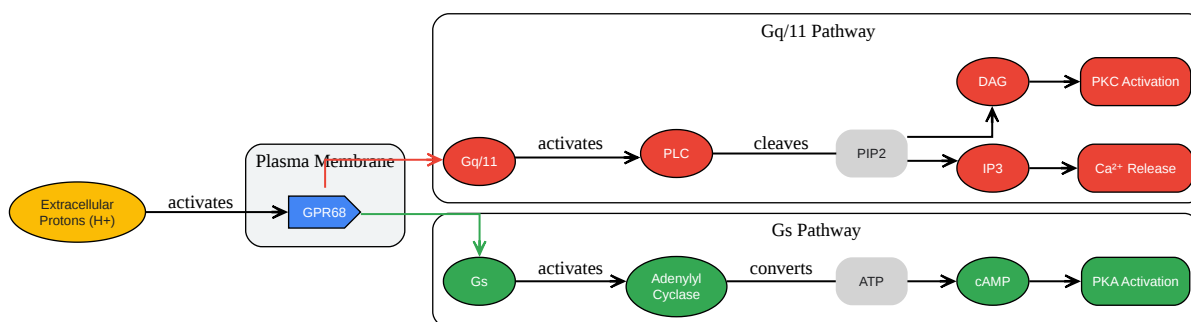 Gq/11 Pathway
DAG
PKC Activation
Plasma Membrane
Gq/11
activates
PLC
cleaves
PIP2
IP3
Ca²⁺ Release
Extracellular
Protons (H+)
activates
GPR68
Gs Pathway
Gs
activates
Adenylyl
Cyclase
converts
ATP
cAMP
PKA Activation